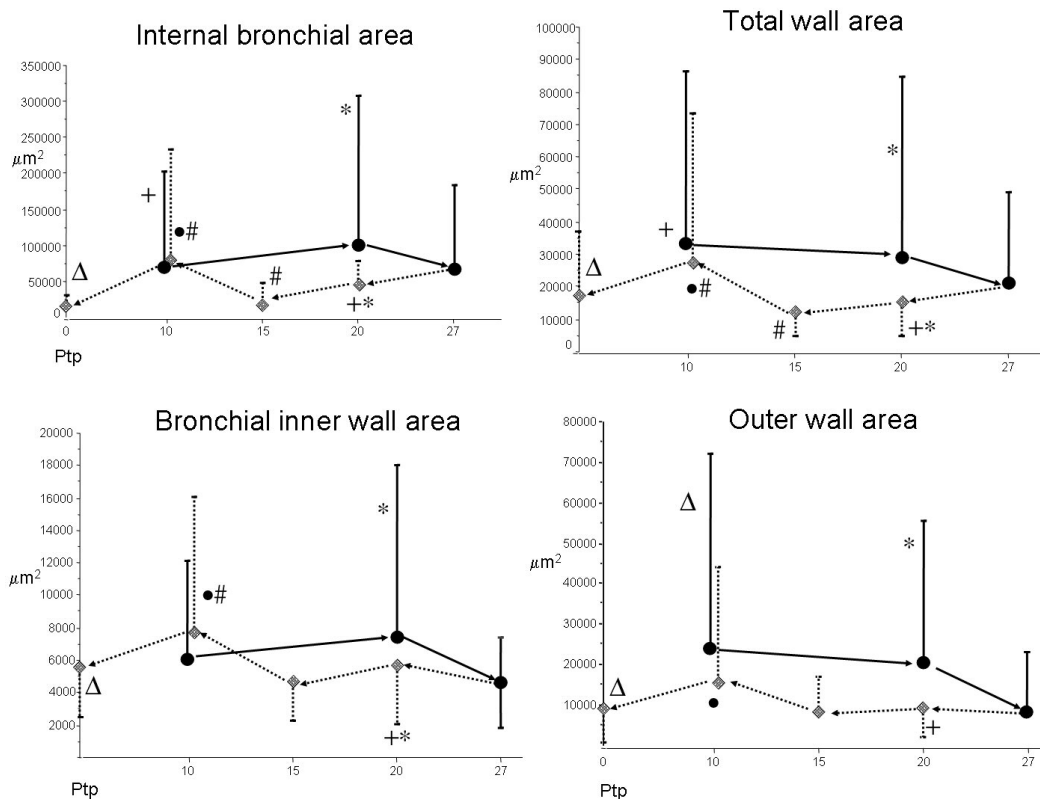 Internal bronchial area
350000
300000
250000
200000
150000
100000
50000
0
μm²
+
*
Δ
●#
#
+*
0 10 15 20 27
Ptp
Total wall area
100000
90000
80000
70000
60000
50000
40000
30000
20000
10000
0
μm²
+
*
Δ
●#
#
+*
10 15 20 27
Bronchial inner wall area
20000
18000
16000
14000
12000
10000
8000
6000
4000
2000
μm²
*
●#
Δ
+*
10 15 20 27
Ptp
Outer wall area
80000
70000
60000
50000
40000
30000
20000
10000
0
μm²
Δ
*
Δ
●
+
0 10 15 20 27
Ptp